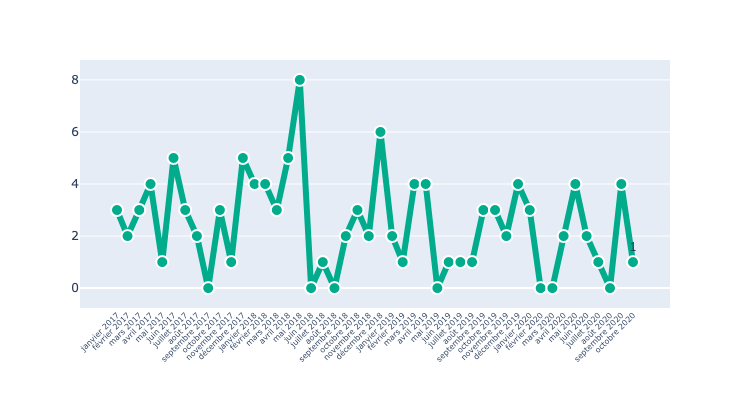 8
6
4
2
0
1
janvier 2017
février 2017
mars 2017
avril 2017
mai 2017
juin 2017
juillet 2017
août 2017
septembre 2017
octobre 2017
novembre 2017
décembre 2017
janvier 2018
février 2018
mars 2018
avril 2018
mai 2018
juin 2018
juillet 2018
août 2018
septembre 2018
octobre 2018
novembre 2018
décembre 2018
janvier 2019
février 2019
mars 2019
avril 2019
mai 2019
juin 2019
juillet 2019
août 2019
septembre 2019
octobre 2019
novembre 2019
décembre 2019
janvier 2020
février 2020
mars 2020
avril 2020
mai 2020
juin 2020
juillet 2020
août 2020
septembre 2020
octobre 2020